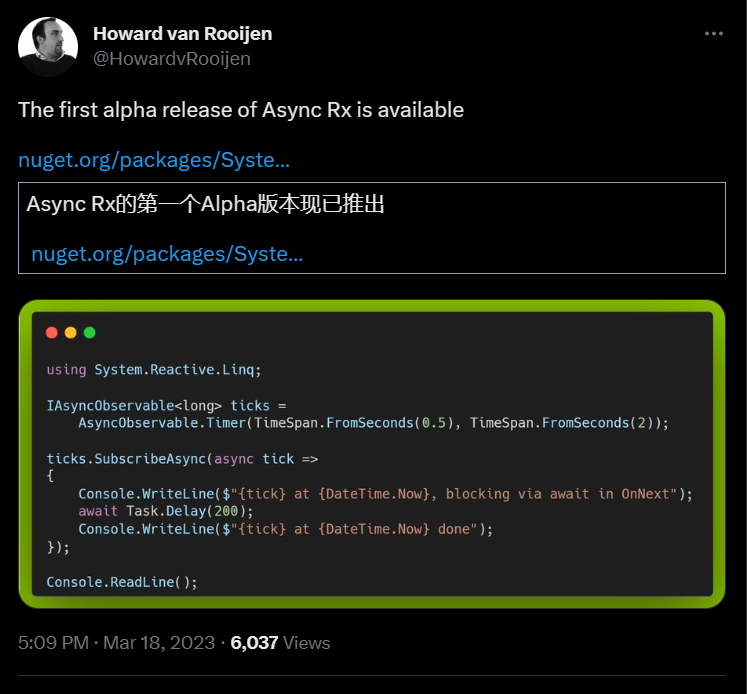 Howard van Rooijen
@HowardvRooijen
The first alpha release of Async Rx is available
nuget.org/packages/Syste...
Async Rx的第一个Alpha版本现已推出
nuget.org/packages/Syste...
using System.Reactive.Linq;
IAsyncObservable<long> ticks =
    AsyncObservable.Timer(TimeSpan.FromSeconds(0.5), TimeSpan.FromSeconds(2));
ticks.SubscribeAsync(async tick =>
{
    Console.WriteLine($"{tick} at {DateTime.Now}, blocking via await in OnNext");
    await Task.Delay(200);
    Console.WriteLine($"{tick} at {DateTime.Now} done");
});
Console.ReadLine();
5:09 PM · Mar 18, 2023 · 6,037 Views